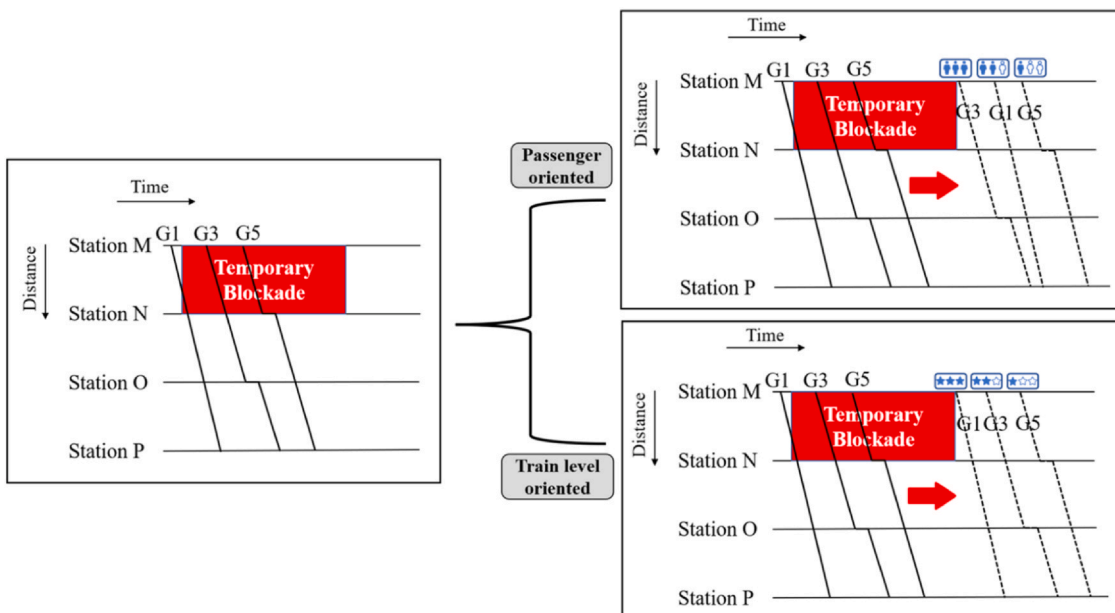 Time
Distance
Station M
G1 G3 G5
Temporary
Blockade
Station N
Station O
Station P
Passenger
oriented
Train level
oriented
Time
Distance
Station M
G1 G3 G5
Temporary
Blockade
G3 G1 G5
Station N
Station O
Station P
Time
Distance
Station M
G1 G3 G5
Temporary
Blockade
G1 G3 G5
Station N
Station O
Station P